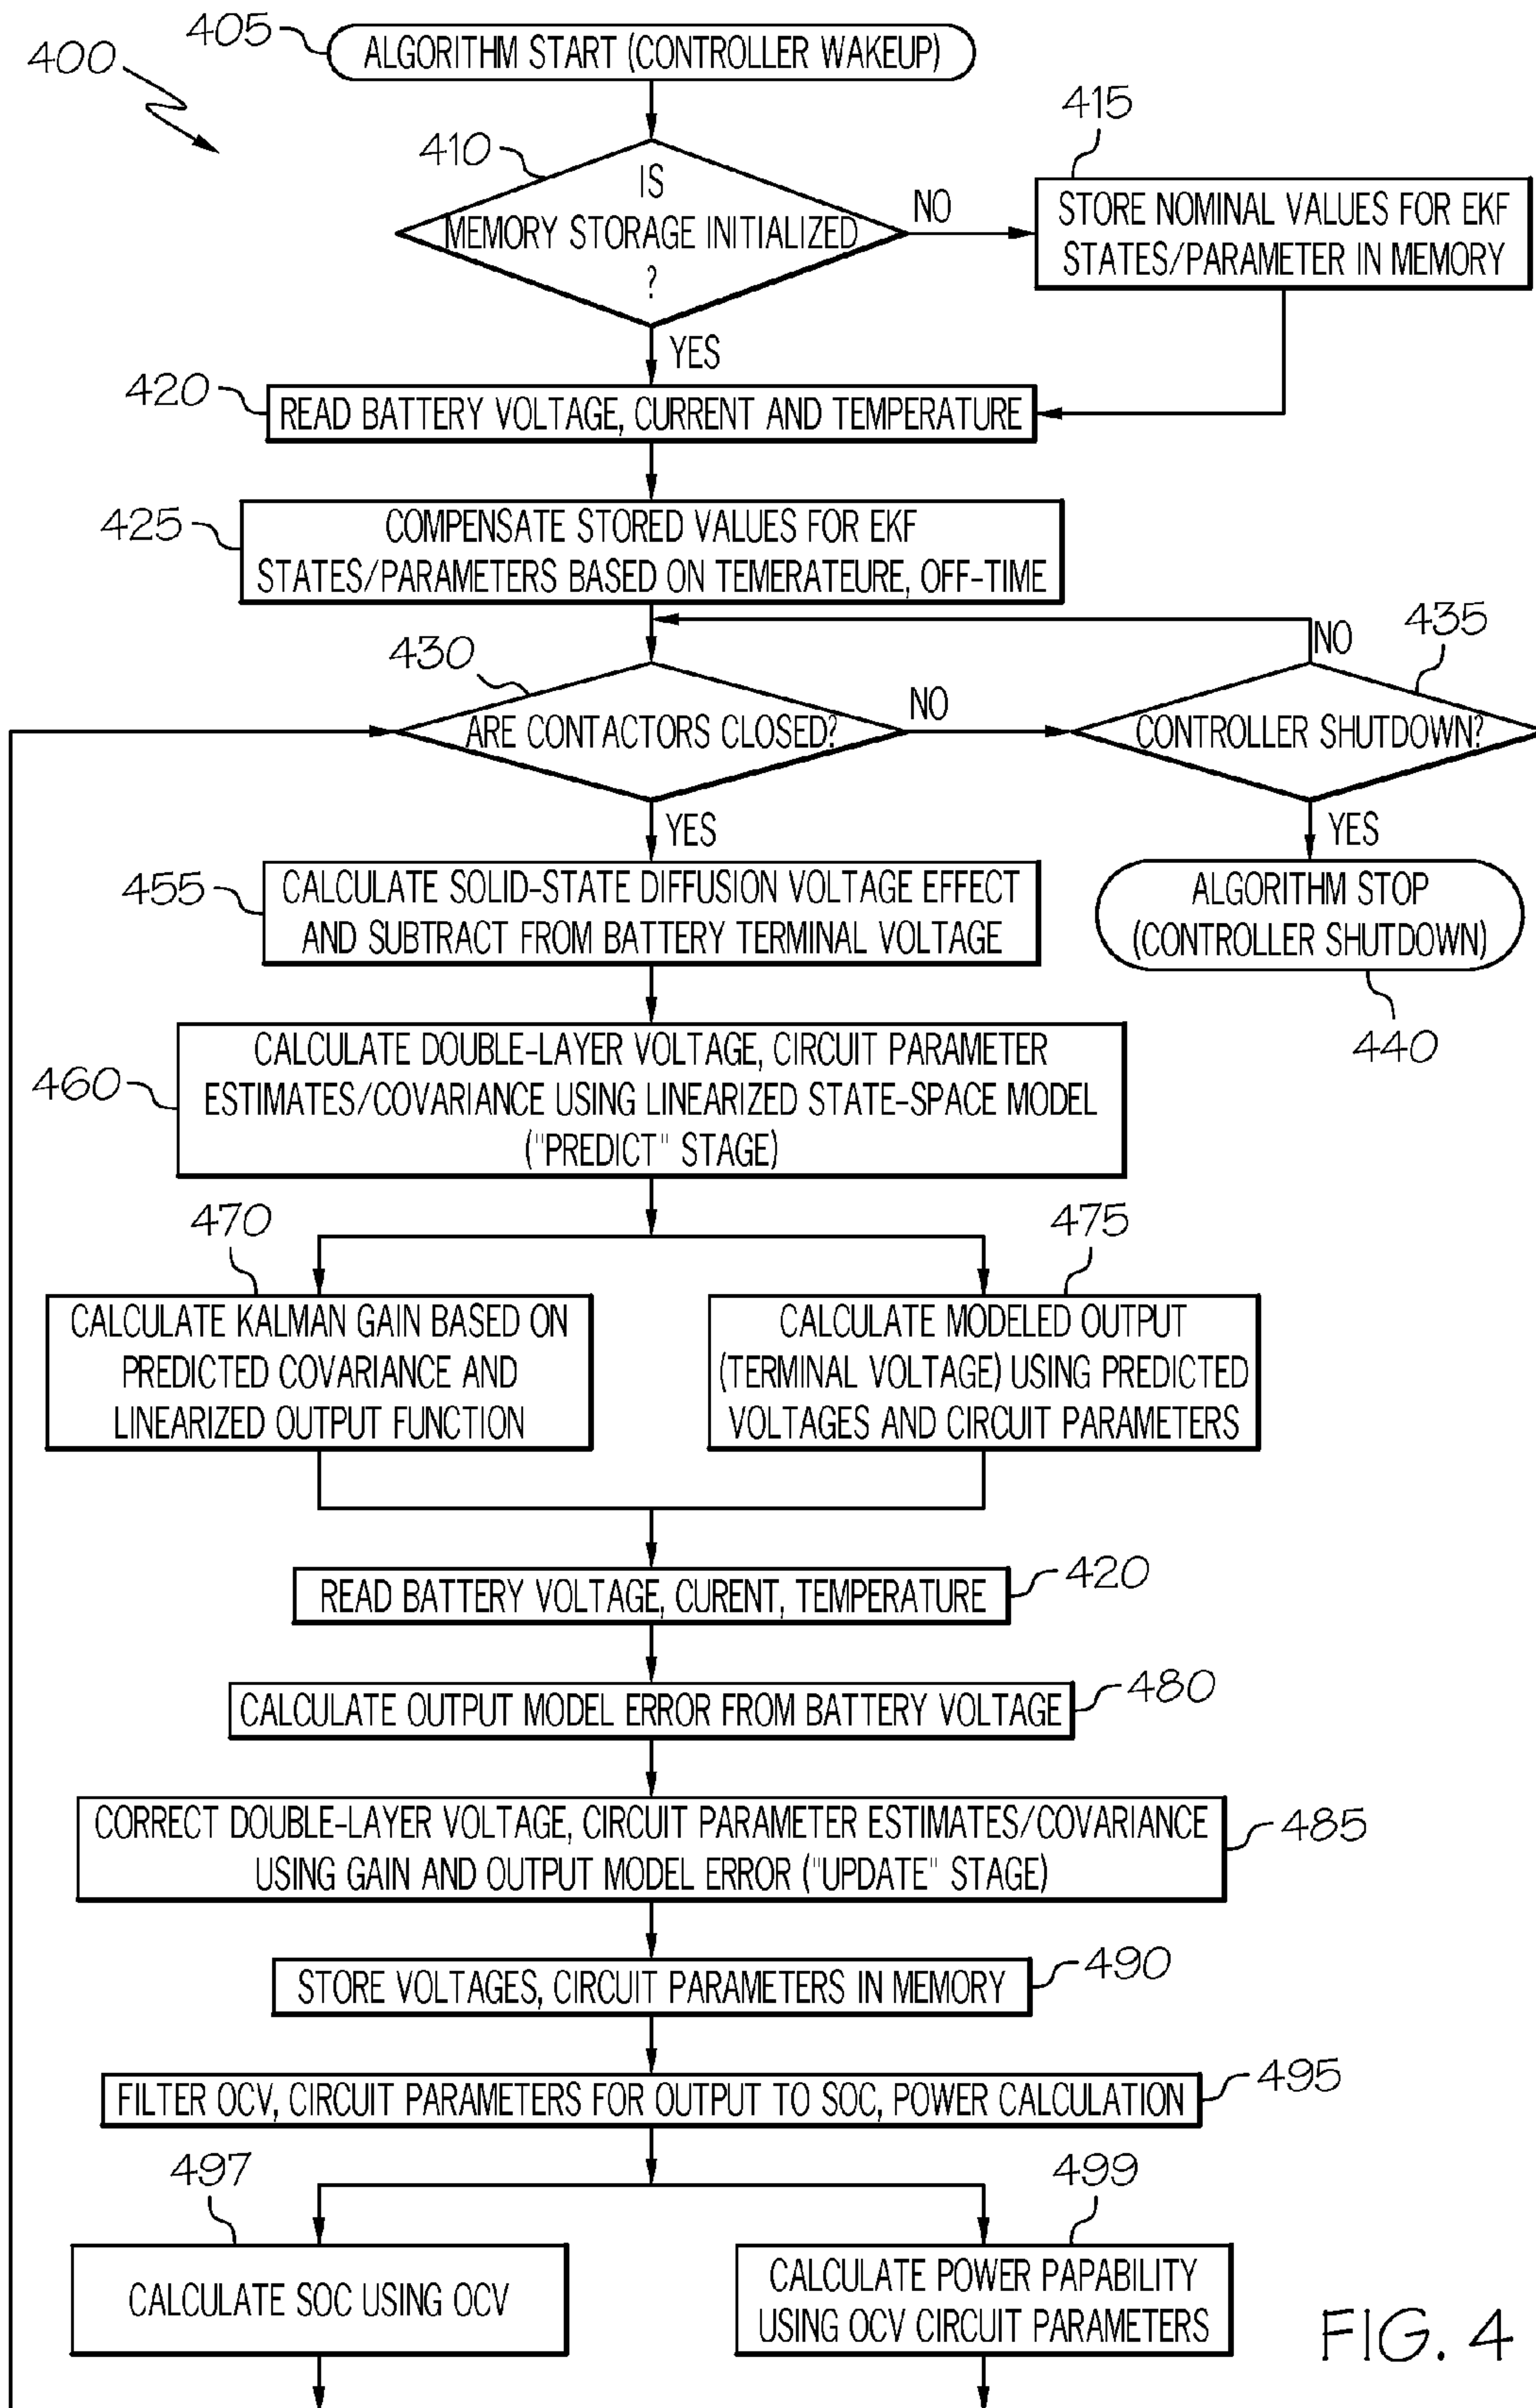 405
ALGORITHM START (CONTROLLER WAKEUP)
400
410
IS
MEMORY STORAGE INITIALIZED
?
NO
415
STORE NOMINAL VALUES FOR EKF
STATES/PARAMETER IN MEMORY
YES
420
READ BATTERY VOLTAGE, CURRENT AND TEMPERATURE
425
COMPENSATE STORED VALUES FOR EKF
STATES/PARAMETERS BASED ON TEMERATEURE, OFF-TIME
430
ARE CONTACTORS CLOSED?
NO
NO
435
CONTROLLER SHUTDOWN?
YES
YES
455
CALCULATE SOLID-STATE DIFFUSION VOLTAGE EFFECT
AND SUBTRACT FROM BATTERY TERMINAL VOLTAGE
ALGORITHM STOP
(CONTROLLER SHUTDOWN)
440
460
CALCULATE DOUBLE-LAYER VOLTAGE, CIRCUIT PARAMETER
ESTIMATES/COVARIANCE USING LINEARIZED STATE-SPACE MODEL
("PREDICT" STAGE)
470
CALCULATE KALMAN GAIN BASED ON
PREDICTED COVARIANCE AND
LINEARIZED OUTPUT FUNCTION
475
CALCULATE MODELED OUTPUT
(TERMINAL VOLTAGE) USING PREDICTED
VOLTAGES AND CIRCUIT PARAMETERS
READ BATTERY VOLTAGE, CURENT, TEMPERATURE
420
CALCULATE OUTPUT MODEL ERROR FROM BATTERY VOLTAGE
480
CORRECT DOUBLE-LAYER VOLTAGE, CIRCUIT PARAMETER ESTIMATES/COVARIANCE
USING GAIN AND OUTPUT MODEL ERROR ("UPDATE" STAGE)
485
STORE VOLTAGES, CIRCUIT PARAMETERS IN MEMORY
490
FILTER OCV, CIRCUIT PARAMETERS FOR OUTPUT TO SOC, POWER CALCULATION
495
497
CALCULATE SOC USING OCV
499
CALCULATE POWER PAPABILITY
USING OCV CIRCUIT PARAMETERS
FIG. 4